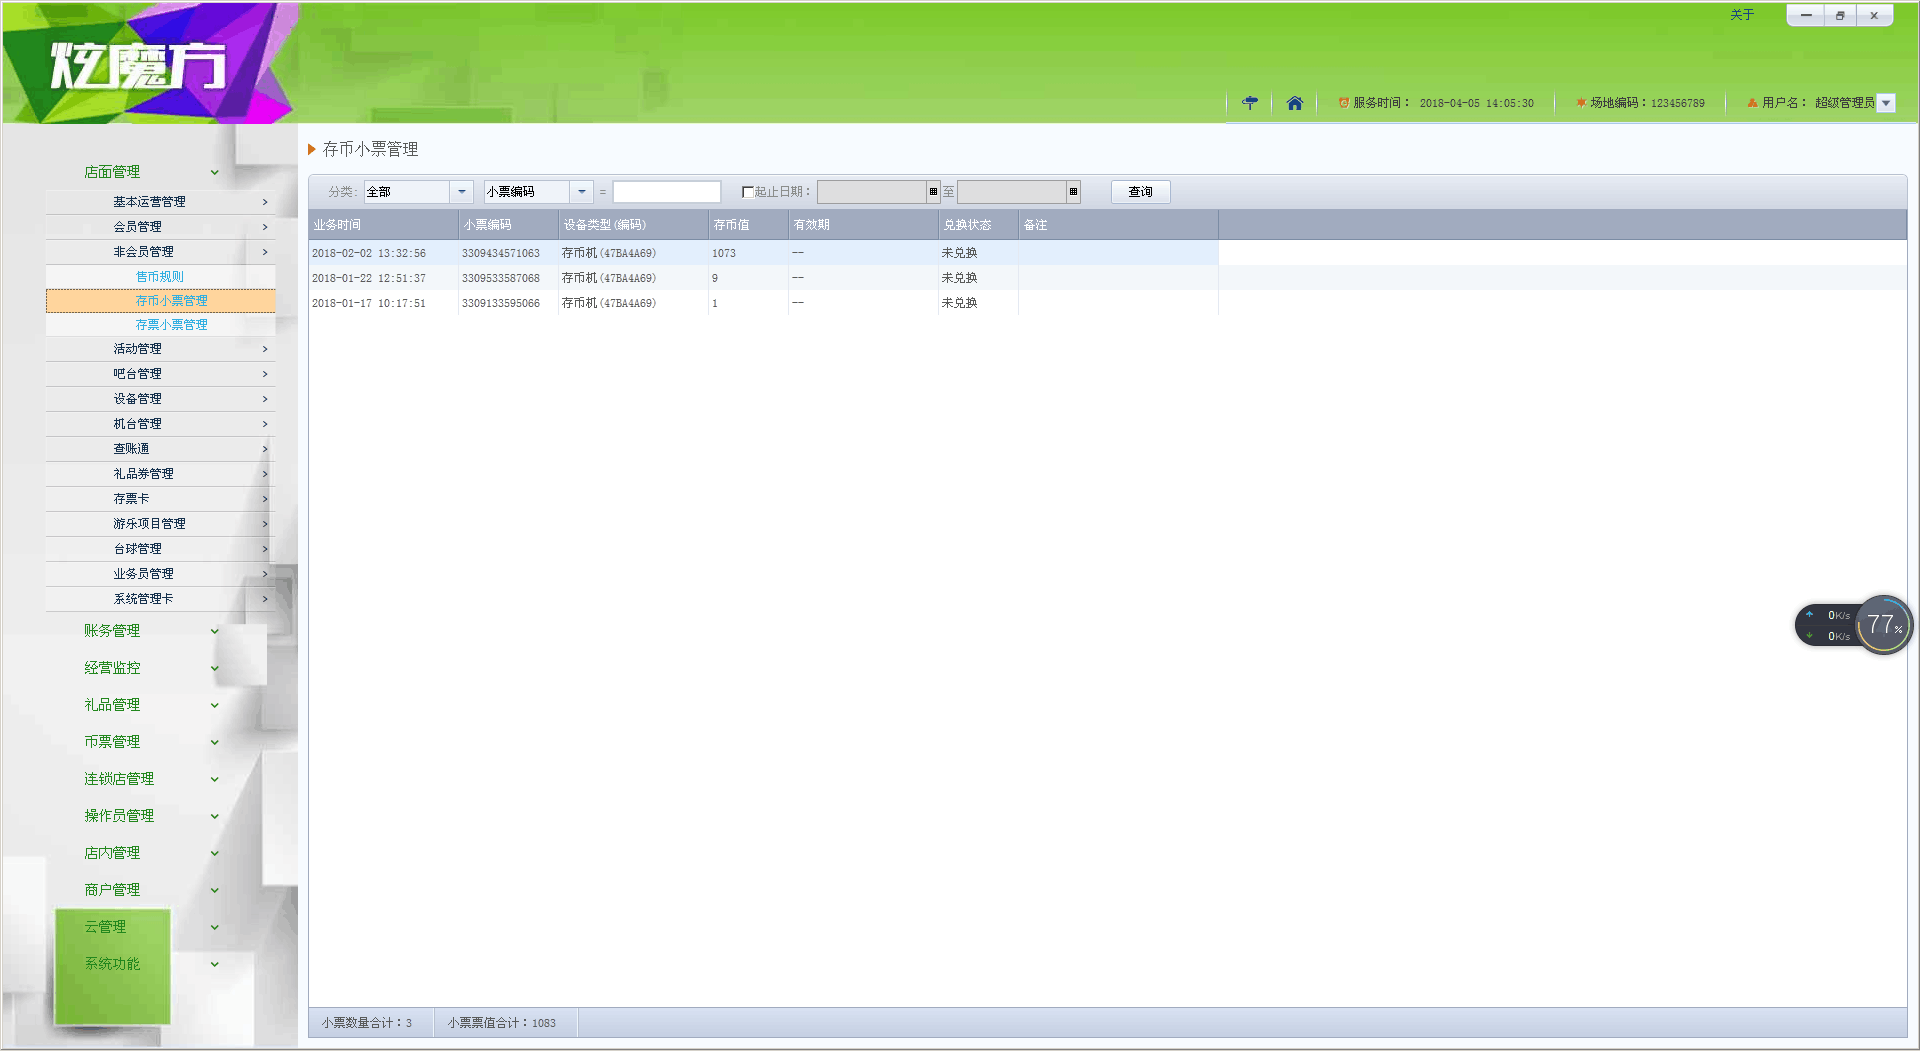 关于
炫魔方
服务时间： 2018-04-05 14:05:30
场地编码：123456789
用户名： 超级管理员
店面管理
基本运营管理
会员管理
非会员管理
售币规则
存币小票管理
存票小票管理
活动管理
吧台管理
设备管理
机台管理
查账通
礼品券管理
存票卡
游乐项目管理
台球管理
业务员管理
系统管理卡
账务管理
经营监控
礼品管理
币票管理
连锁店管理
操作员管理
店内管理
商户管理
云管理
系统功能
存币小票管理
分类： 全部 小票编码 = 起止日期： 至 查询
业务时间 小票编码 设备类型(编码) 存币值 有效期 兑换状态 备注
2018-02-02 13:32:56 3309434571063 存币机(47BA4A69) 1073 -- 未兑换
2018-01-22 12:51:37 3309533587068 存币机(47BA4A69) 9 -- 未兑换
2018-01-17 10:17:51 3309133595066 存币机(47BA4A69) 1 -- 未兑换
0K/s
0K/s
77%
小票数量合计：3 小票票值合计：1083